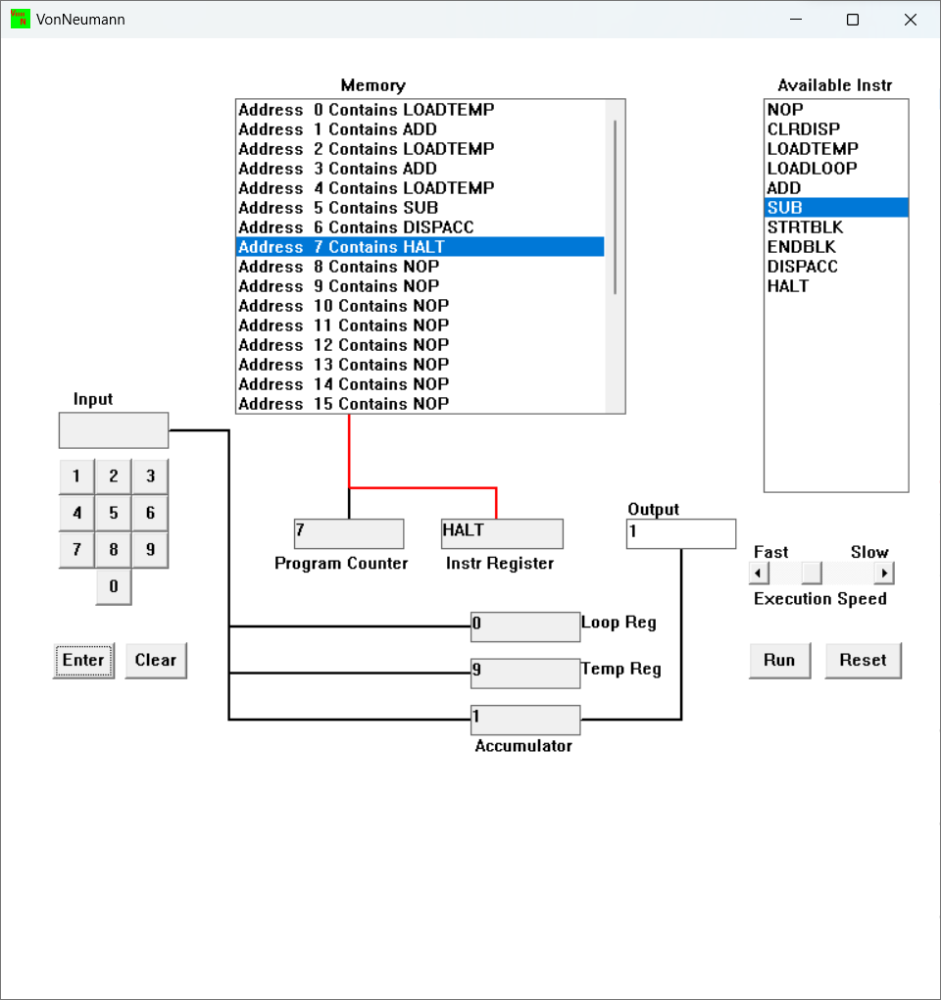 VonNeumann
Memory
Address 0 Contains LOADTEMP
Address 1 Contains ADD
Address 2 Contains LOADTEMP
Address 3 Contains ADD
Address 4 Contains LOADTEMP
Address 5 Contains SUB
Address 6 Contains DISPACC
Address 7 Contains HALT
Address 8 Contains NOP
Address 9 Contains NOP
Address 10 Contains NOP
Address 11 Contains NOP
Address 12 Contains NOP
Address 13 Contains NOP
Address 14 Contains NOP
Address 15 Contains NOP
Available Instr
NOP
CLRDISP
LOADTEMP
LOADLOOP
ADD
SUB
STRTBLK
ENDBLK
DISPACC
HALT
Input
1 2 3
4 5 6
7 8 9
0
Enter Clear
7
Program Counter
HALT
Instr Register
Output
1
Fast Slow
Execution Speed
0 Loop Reg
9 Temp Reg
1
Accumulator
Run Reset